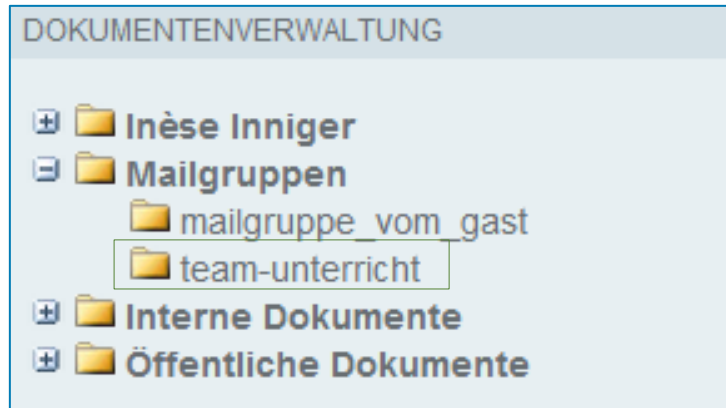 DOKUMENTENVERWALTUNG
Inèse Inniger
Mailgruppen
mailgruppe_vom_gast
team-unterricht
Interne Dokumente
Öffentliche Dokumente